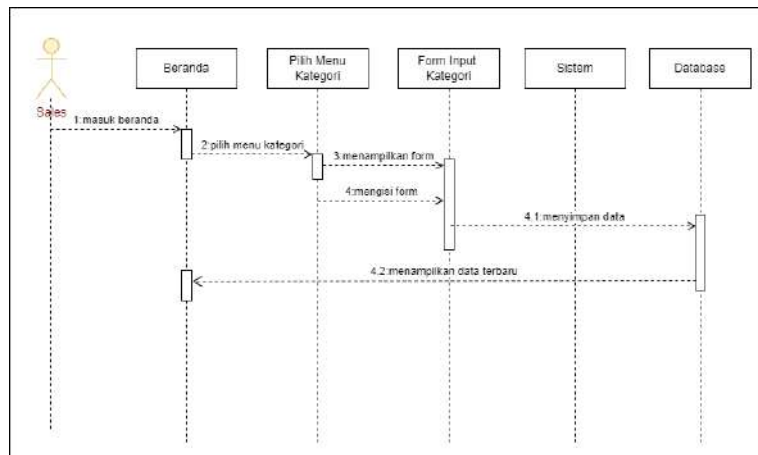 Beranda
Pilih Menu
Kategori
Form Input
Kategori
Sistem
Database
Sales
1:masuk beranda
2:pilih menu kategori
3:menampilkan form
4:mengisi form
4.1:menyimpan data
4.2:menampilkan data terbaru